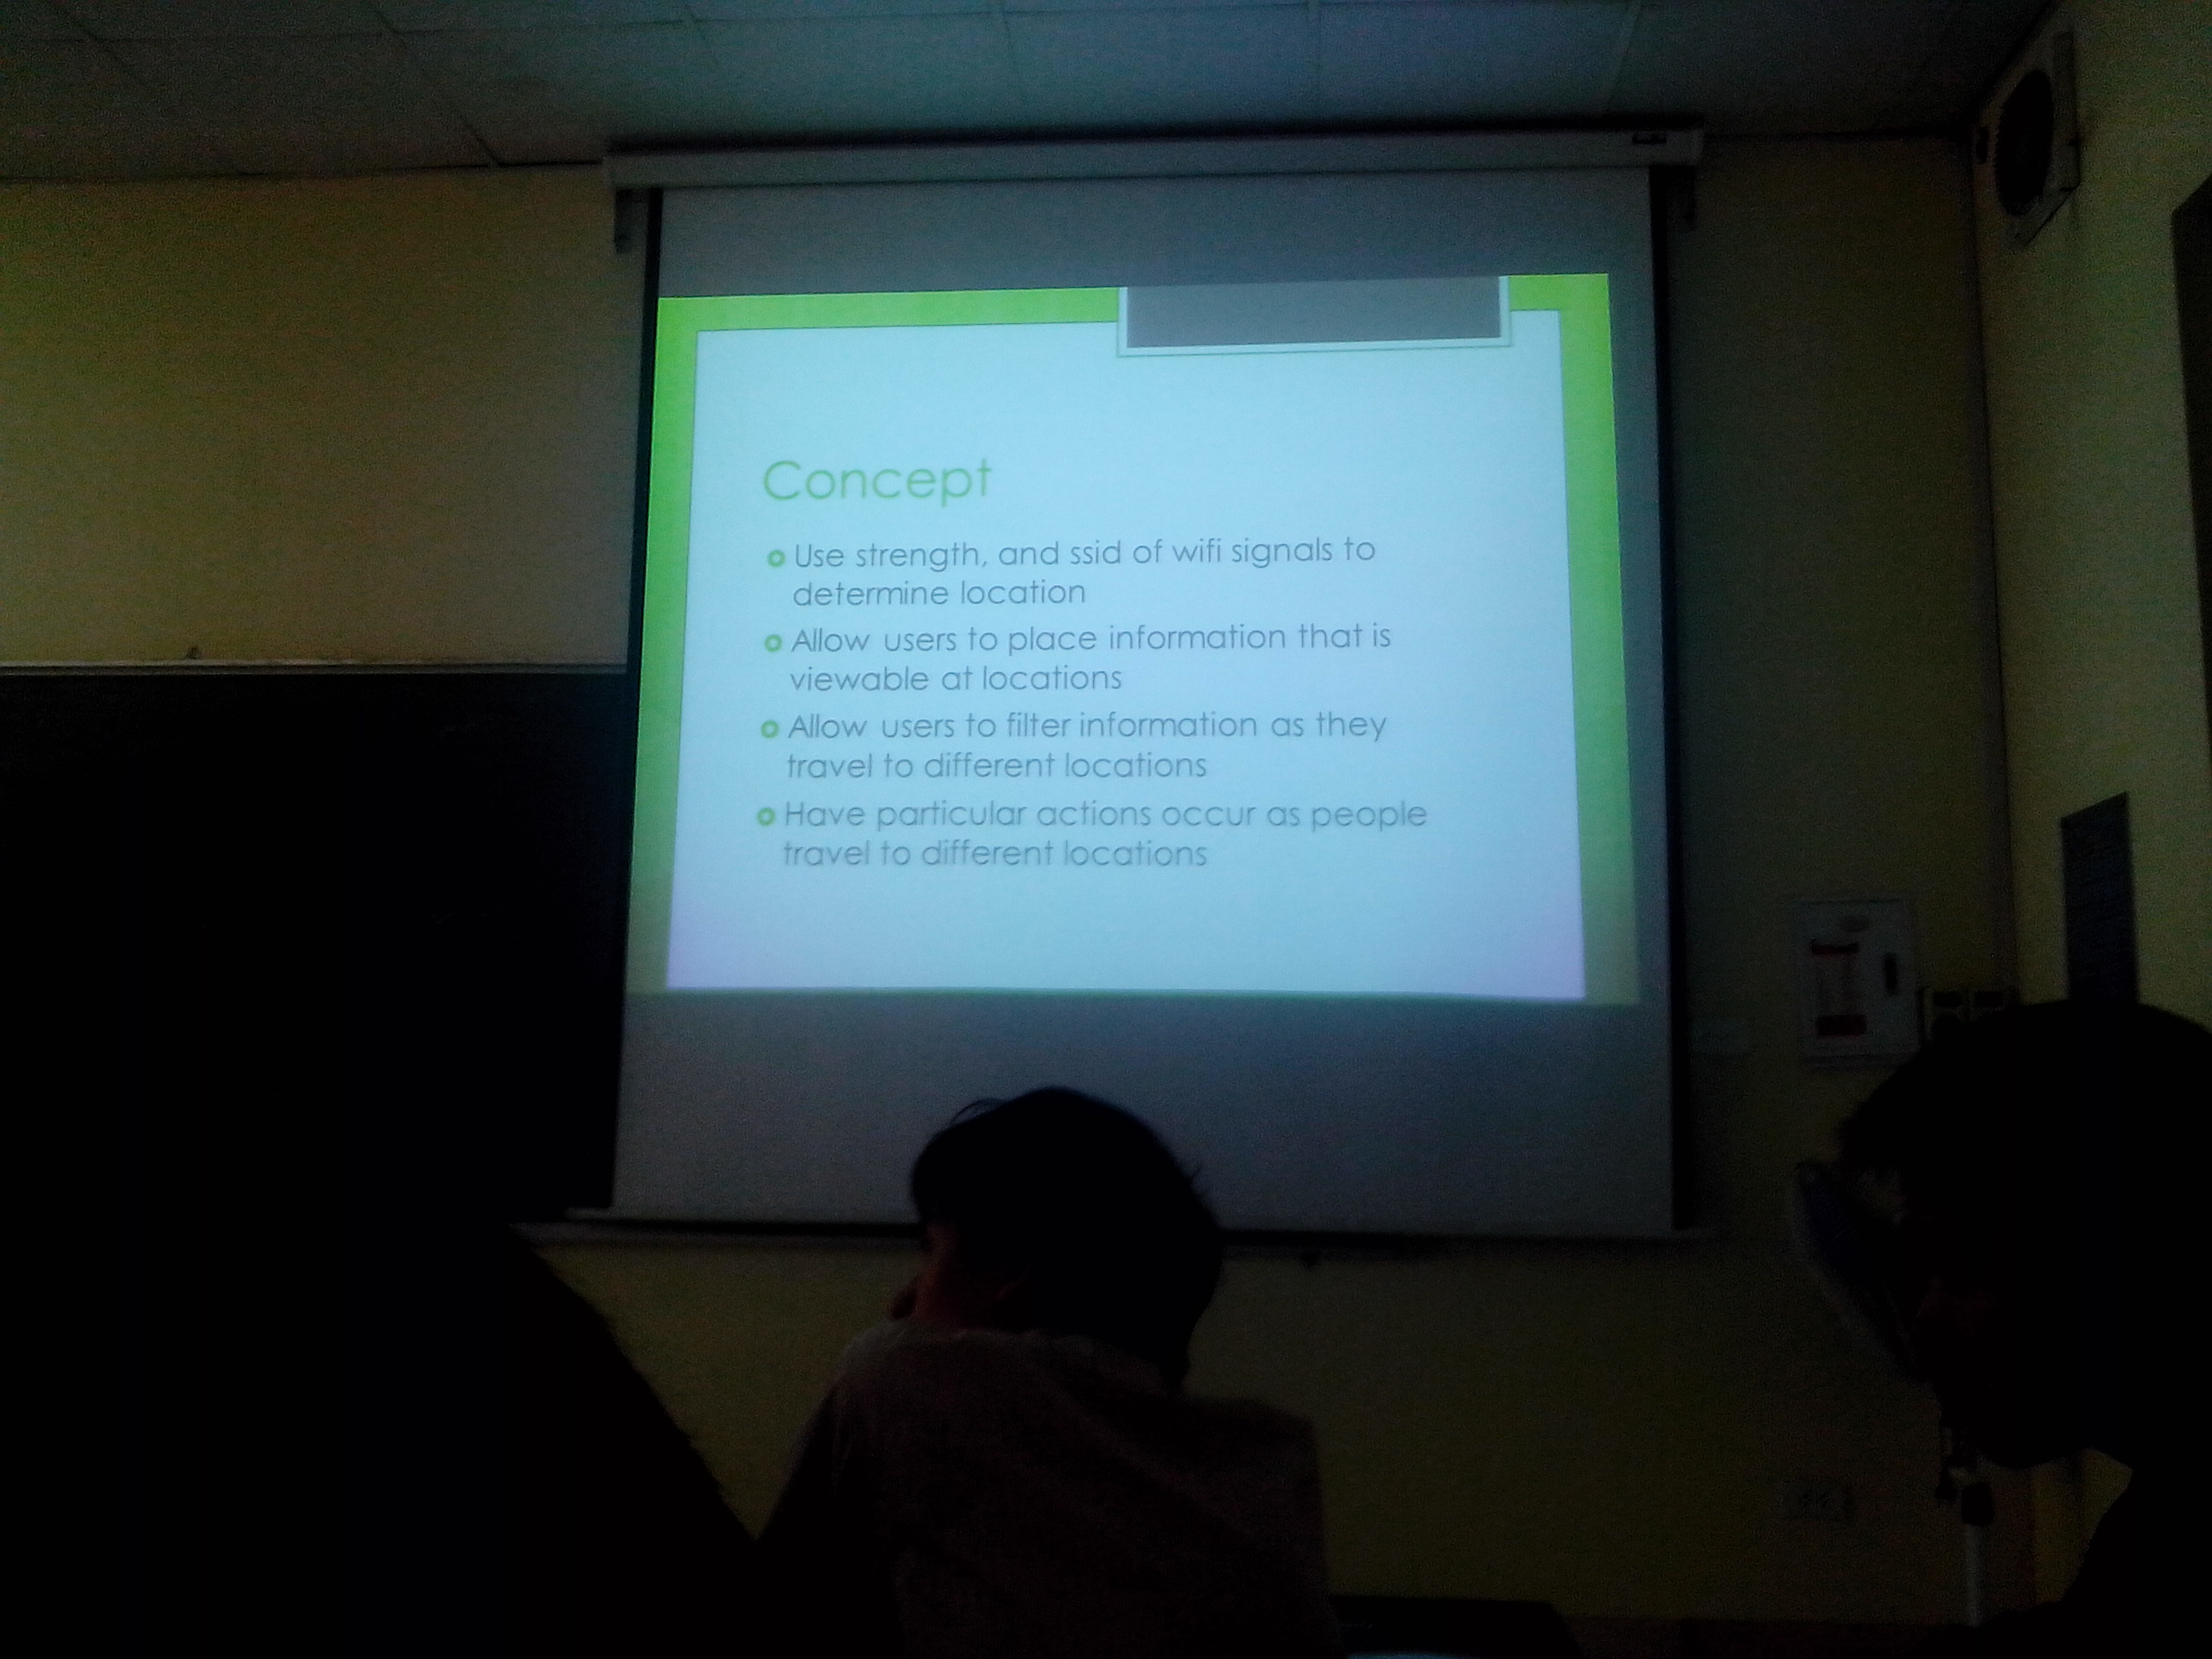 Concept
Use strength, and ssid of wifi signals to
determine location
Allow users to place information that is
viewable at locations
Allow users to filter information as they
travel to different locations
Have particular actions occur as people
travel to different locations